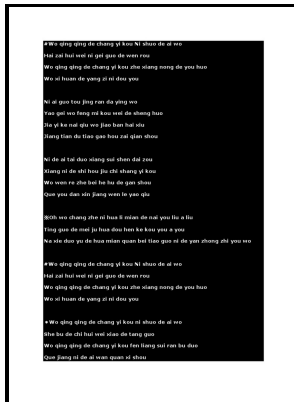 #Wo qing qing de chang yi kou Ni shuo de ai wo
Hai zai hui wei ni gei guo de wen rou
Wo qing qing de chang yi kou zhe xiang nong de you huo
Wo xi huan de yang zi ni dou you
Ni ai guo tou jing ran da ying wo
Yao gei wo feng mi kou wei de sheng huo
Jia yi ke nai qiu wo jiao ban hai xiu
Jiang tian du tiao gao hou zai qian shou
Ni de ai tai duo xiang sui shen dai zou
Xiang ni de shi hou jiu chi shang yi kou
Wo wen re zhe bei he hu de gan shou
Que you dan xin jiang wen le yao qiu
※Oh wo chang zhe ni hua li mian de nai you liu a liu
Ting guo de mei ju hua dou hen ke kou you a you
Na xie duo yu de hua mian quan bei tiao guo ni de yan zhong zhi you wo
#Wo qing qing de chang yi kou Ni shuo de ai wo
Hai zai hui wei ni gei guo de wen rou
Wo qing qing de chang yi kou zhe xiang nong de you huo
Wo xi huan de yang zi ni dou you
★Wo qing qing de chang yi kou ni shuo de ai wo
She bu de chi hui wei xiao de tang guo
Wo qing qing de chang yi kou fen liang sui ran bu duo
Que jiang ni de ai wan quan xi shou